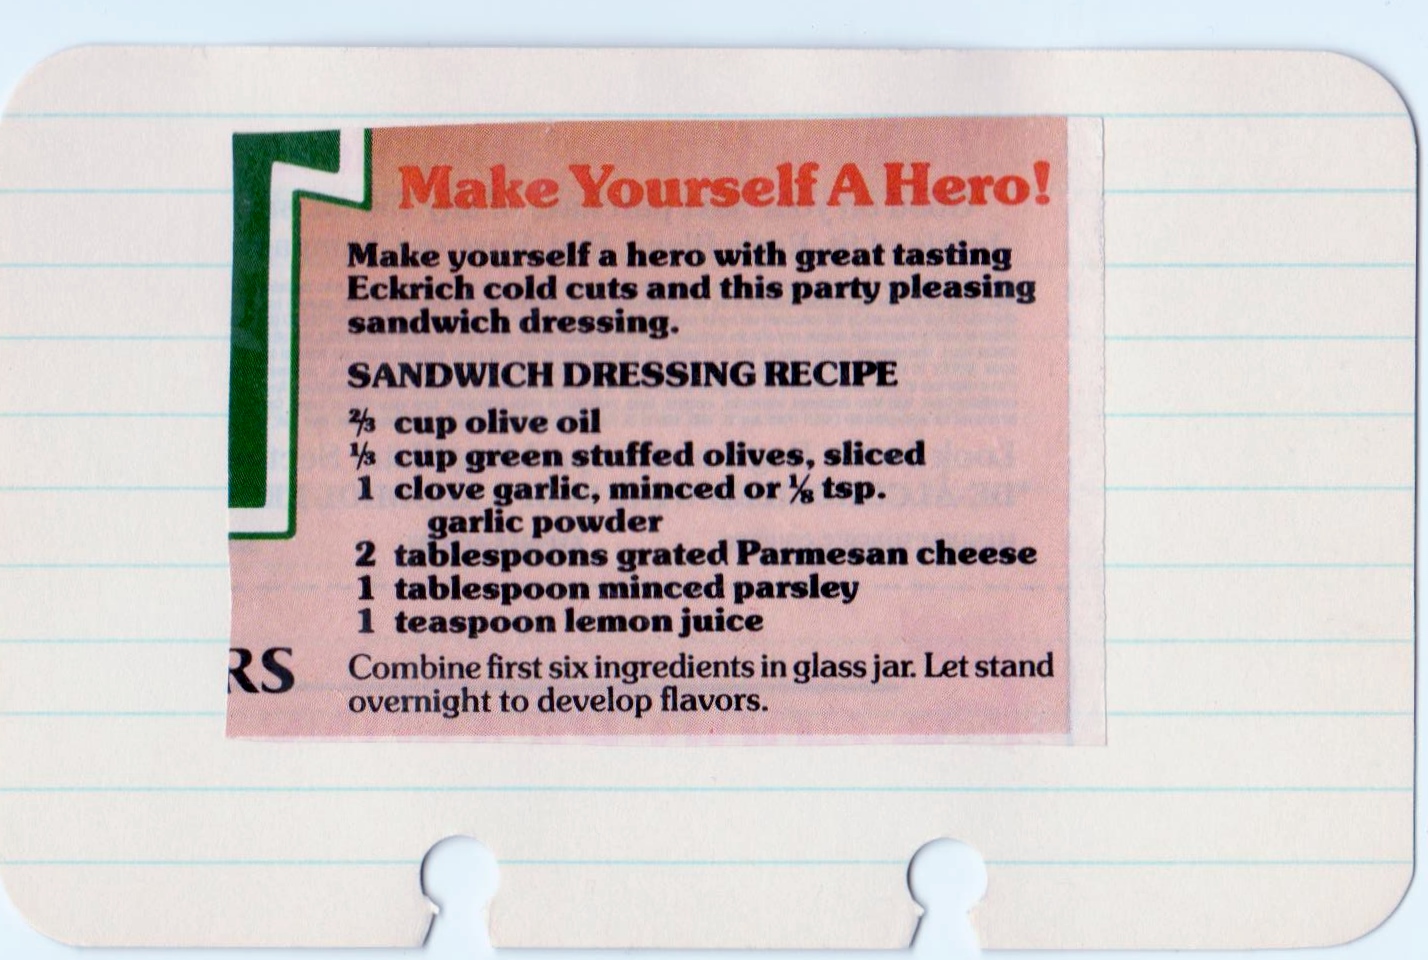 Make Yourself A Hero!
Make yourself a hero with great tasting
Eckrich cold cuts and this party pleasing
sandwich dressing.
SANDWICH DRESSING RECIPE
⅔ cup olive oil
⅓ cup green stuffed olives, sliced
1 clove garlic, minced or ⅛ tsp.
garlic powder
2 tablespoons grated Parmesan cheese
1 tablespoon minced parsley
1 teaspoon lemon juice
RS
Combine first six ingredients in glass jar. Let stand
overnight to develop flavors.